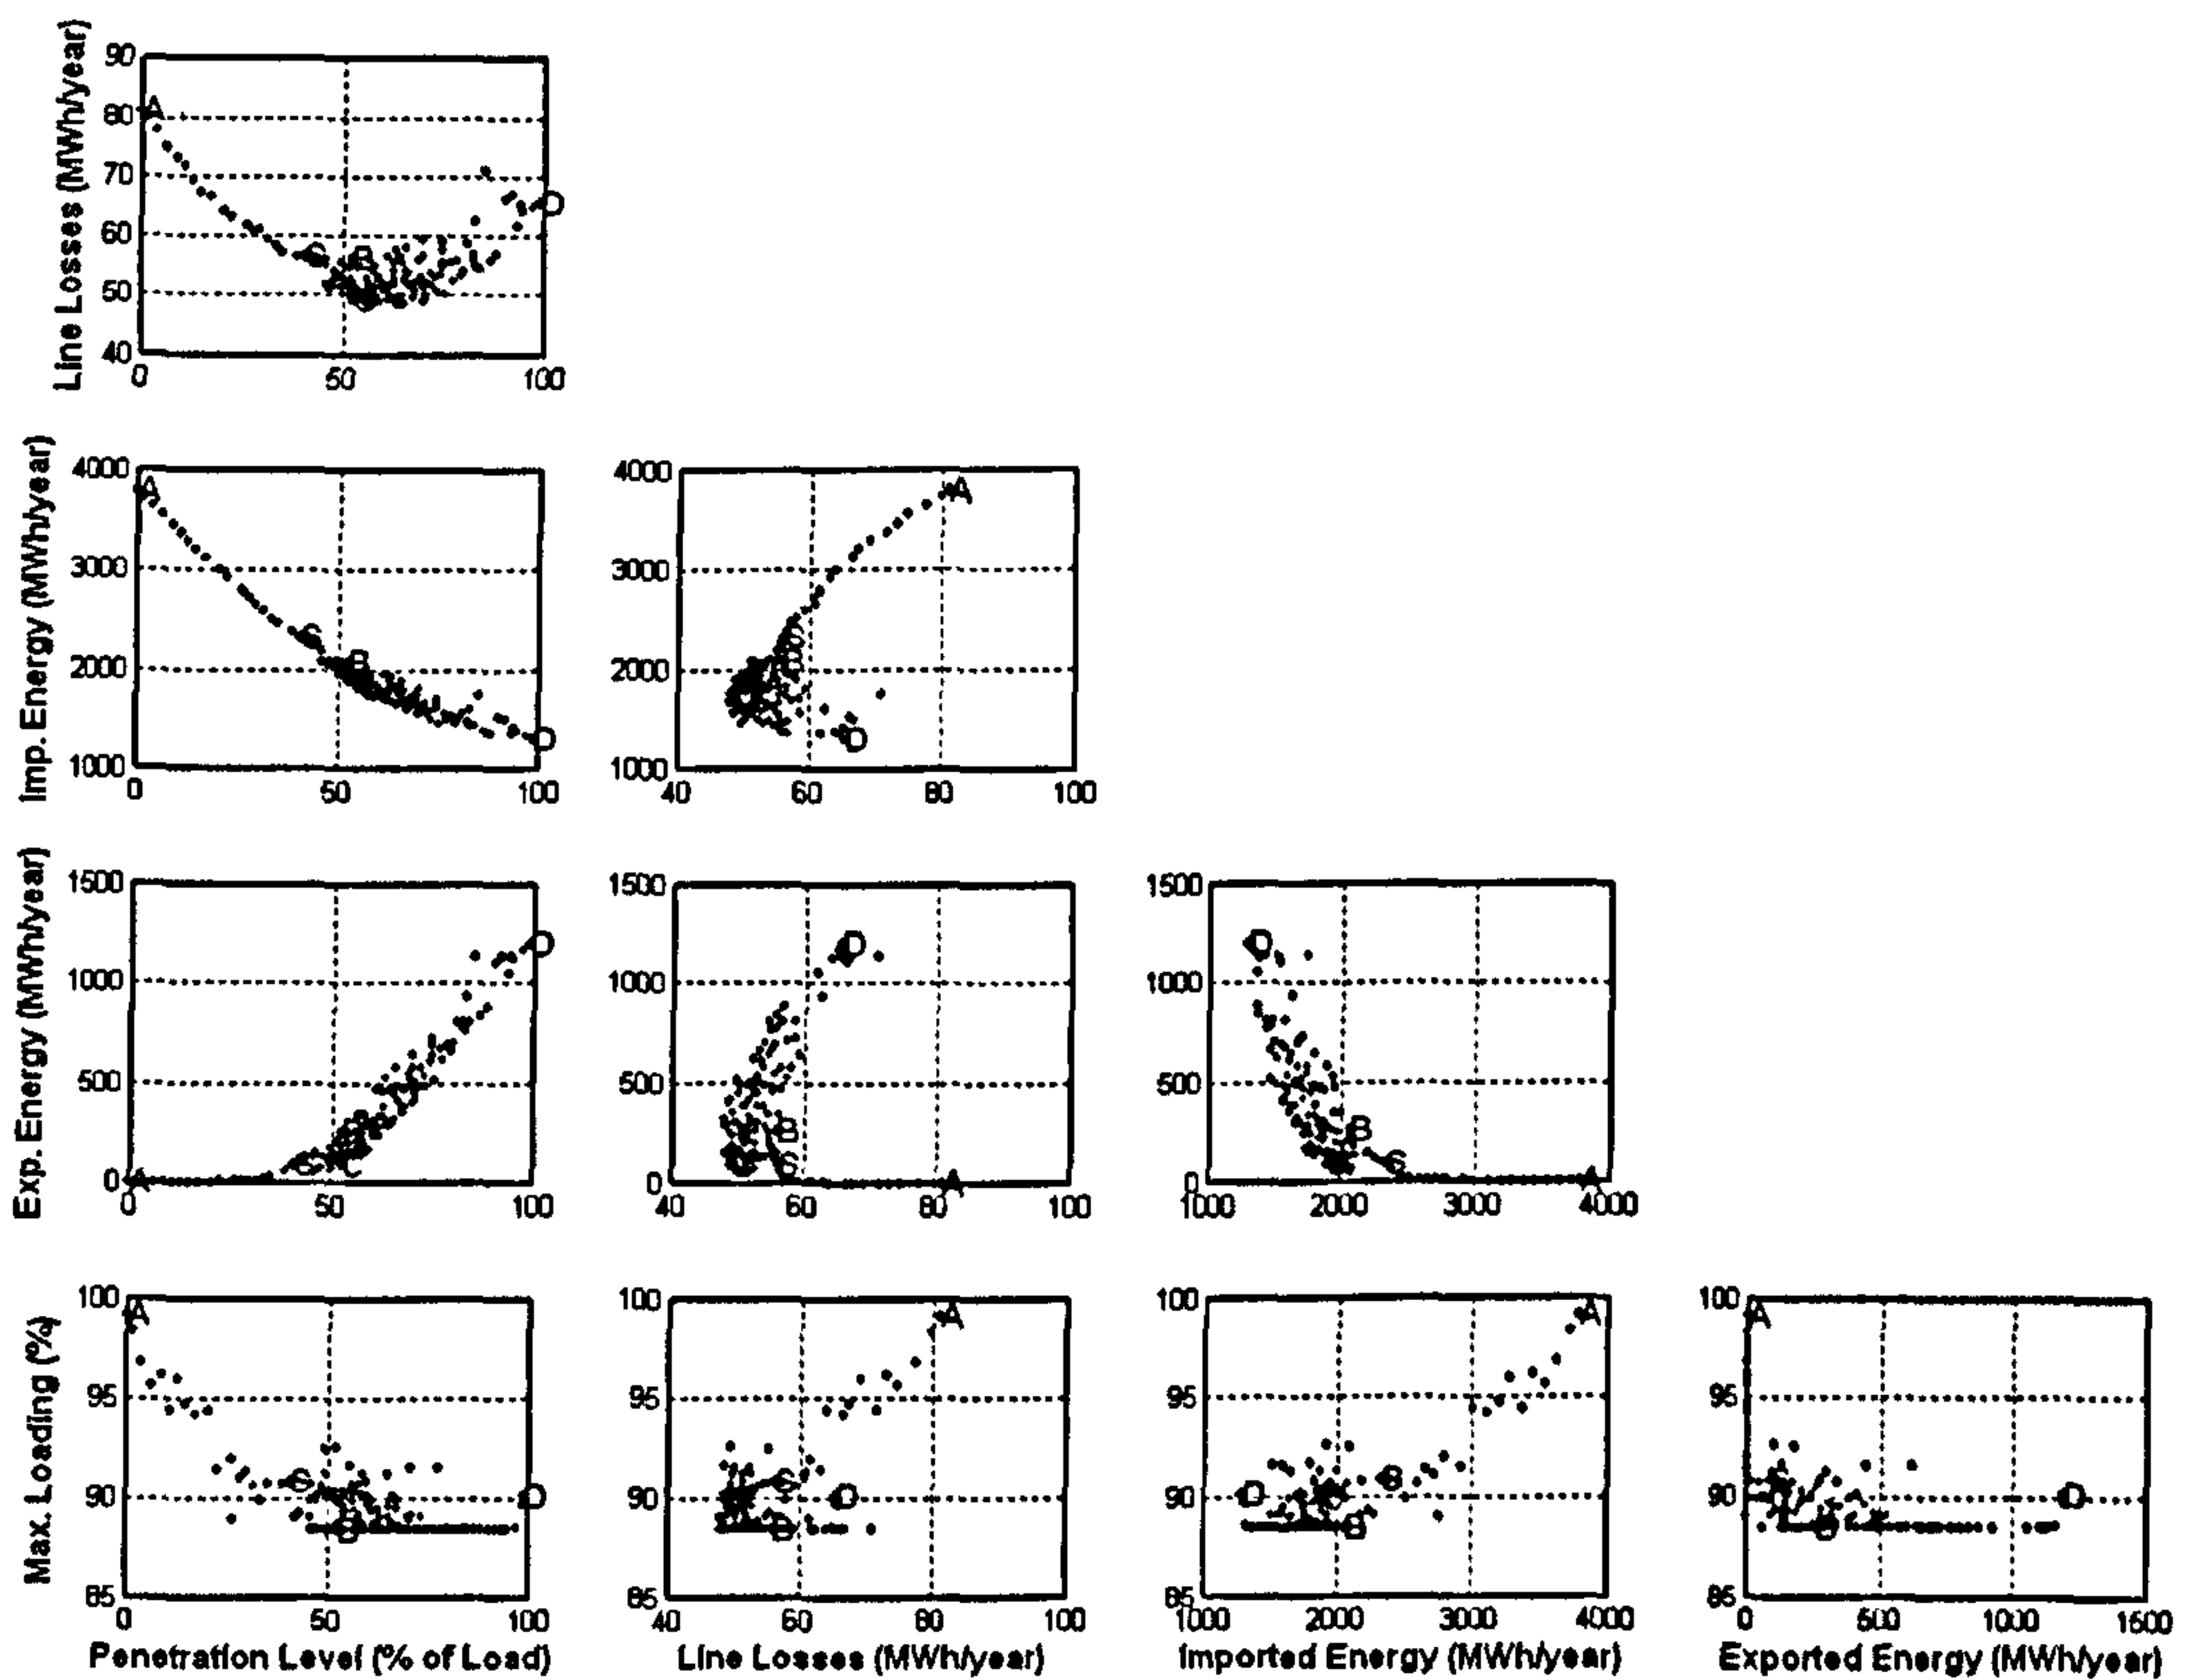 Line Losses (MWh/year)
90
80
70
60
50
40
0 50 100
A
C
B
D
Imp. Energy (MWh/year)
4000
3000
2000
1000
0 50 100
A
C
B
D
4000
3000
2000
1000
40 60 80 100
A
C
B
D
Exp. Energy (MWh/year)
1500
1000
500
0
0 50 100
D
A
1500
1000
500
0
40 60 80 100
D
B
C
A
1500
1000
500
0
1000 2000 3000 4000
D
B
C
A
Max. Loading (%)
100
95
90
85
0 50 100
A
C
D
B
Penetration Level (% of Load)
100
95
90
85
40 60 80 100
A
C
D
B
Line Losses (MWh/year)
100
95
90
85
1000 2000 3000 4000
A
D
B
Imported Energy (MWh/year)
100
95
90
85
0 500 1000 1500
A
D
Exported Energy (MWh/year)